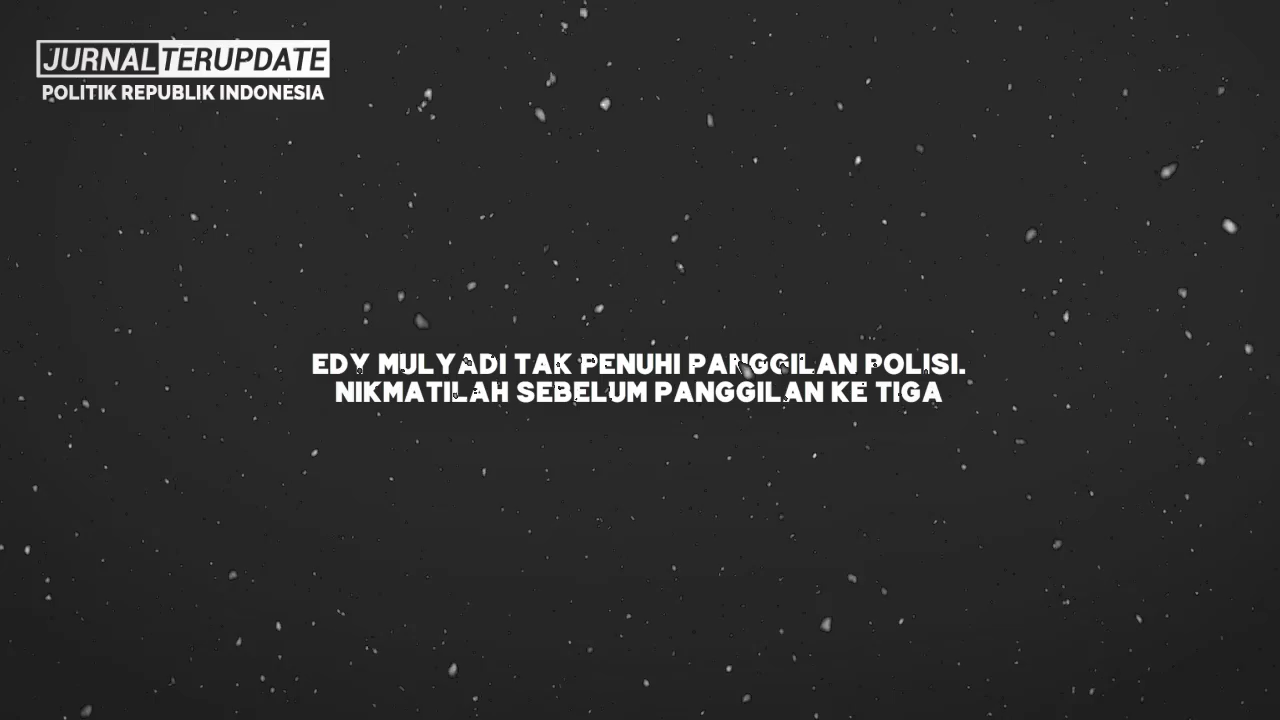 JURNALTERUPDATE
POLITIK REPUBLIK INDONESIA
EDY MULYADI TAK PENUHI PANGGILAN POLISI.
NIKMATILAH SEBELUM PANGGILAN KE TIGA